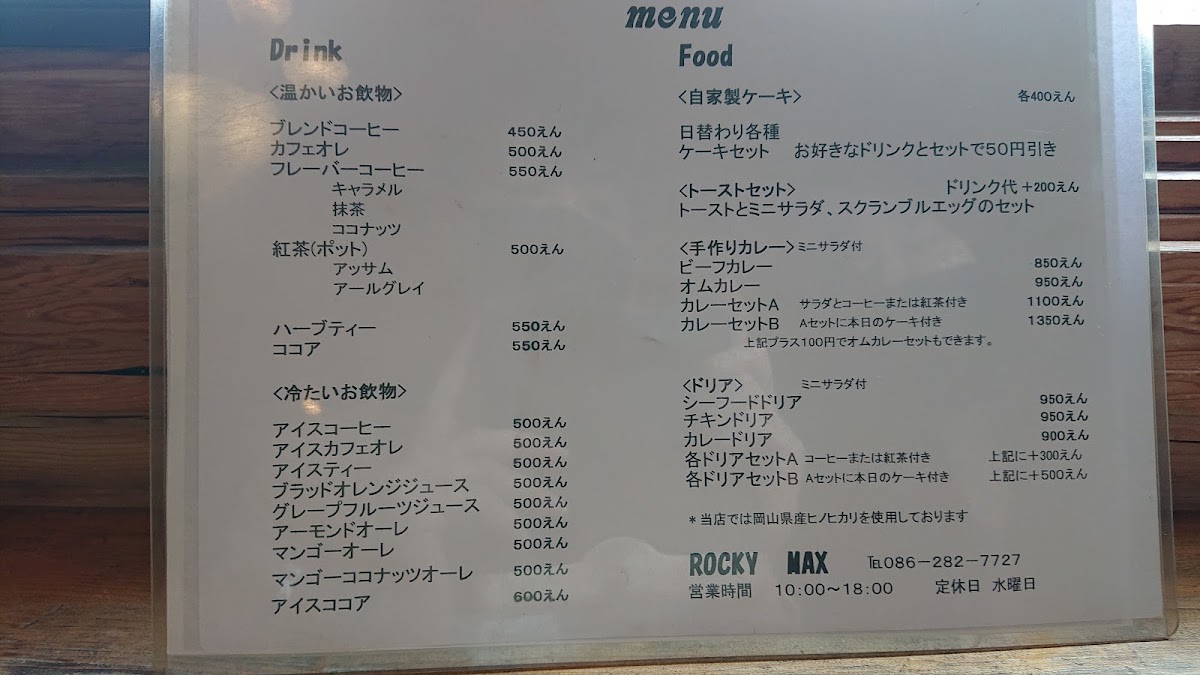 menu
Drink
<温かいお飲物>
ブレンドコーヒー 450えん
カフェオレ 500えん
フレーバーコーヒー 550えん
キャラメル
抹茶
ココナッツ
紅茶(ポット) 500えん
アッサム
アールグレイ
ハーブティー 550えん
ココア 550えん
<冷たいお飲物>
アイスコーヒー 500えん
アイスカフェオレ 500えん
アイスティー 500えん
ブラッドオレンジジュース 500えん
グレープフルーツジュース 500えん
アーモンドオーレ 500えん
マンゴーオーレ 500えん
マンゴーココナッツオーレ 500えん
アイスココア 600えん
Food
<自家製ケーキ> 各400えん
日替わり各種
ケーキセット お好きなドリンクとセットで50円引き
<トーストセット> ドリンク代 +200えん
トーストとミニサラダ、スクランブルエッグのセット
<手作りカレー> ミニサラダ付
ビーフカレー 850えん
オムカレー 950えん
カレーセットA サラダとコーヒーまたは紅茶付き 1100えん
カレーセットB Aセットに本日のケーキ付き 1350えん
上記プラス100円でオムカレーセットもできます。
<ドリア> ミニサラダ付
シーフードドリア 950えん
チキンドリア 950えん
カレードリア 900えん
各ドリアセットA コーヒーまたは紅茶付き 上記に+300えん
各ドリアセットB Aセットに本日のケーキ付き 上記に+500えん
*当店では岡山県産ヒノヒカリを使用しております
ROCKY MAX ℡086-282-7727
営業時間 10:00~18:00 定休日 水曜日